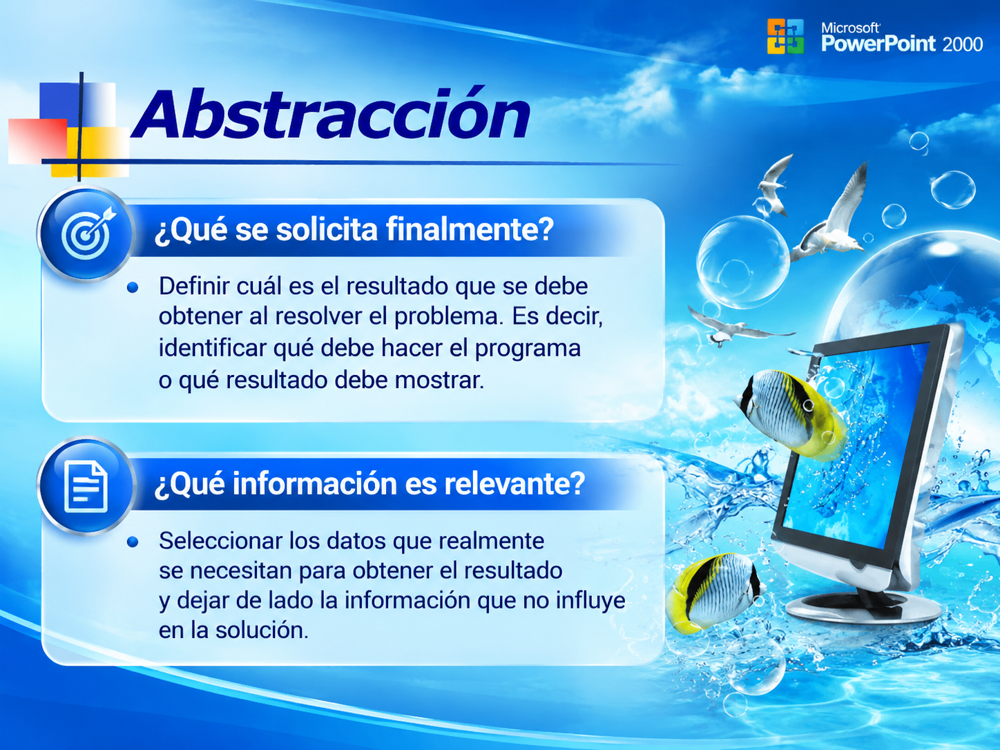 Microsoft
PowerPoint 2000
Abstracción
¿Qué se solicita finalmente?
Definir cuál es el resultado que se debe
obtener al resolver el problema. Es decir,
identificar qué debe hacer el programa
o qué resultado debe mostrar.
¿Qué información es relevante?
Seleccionar los datos que realmente
se necesitan para obtener el resultado
y dejar de lado la información que no influye
en la solución.